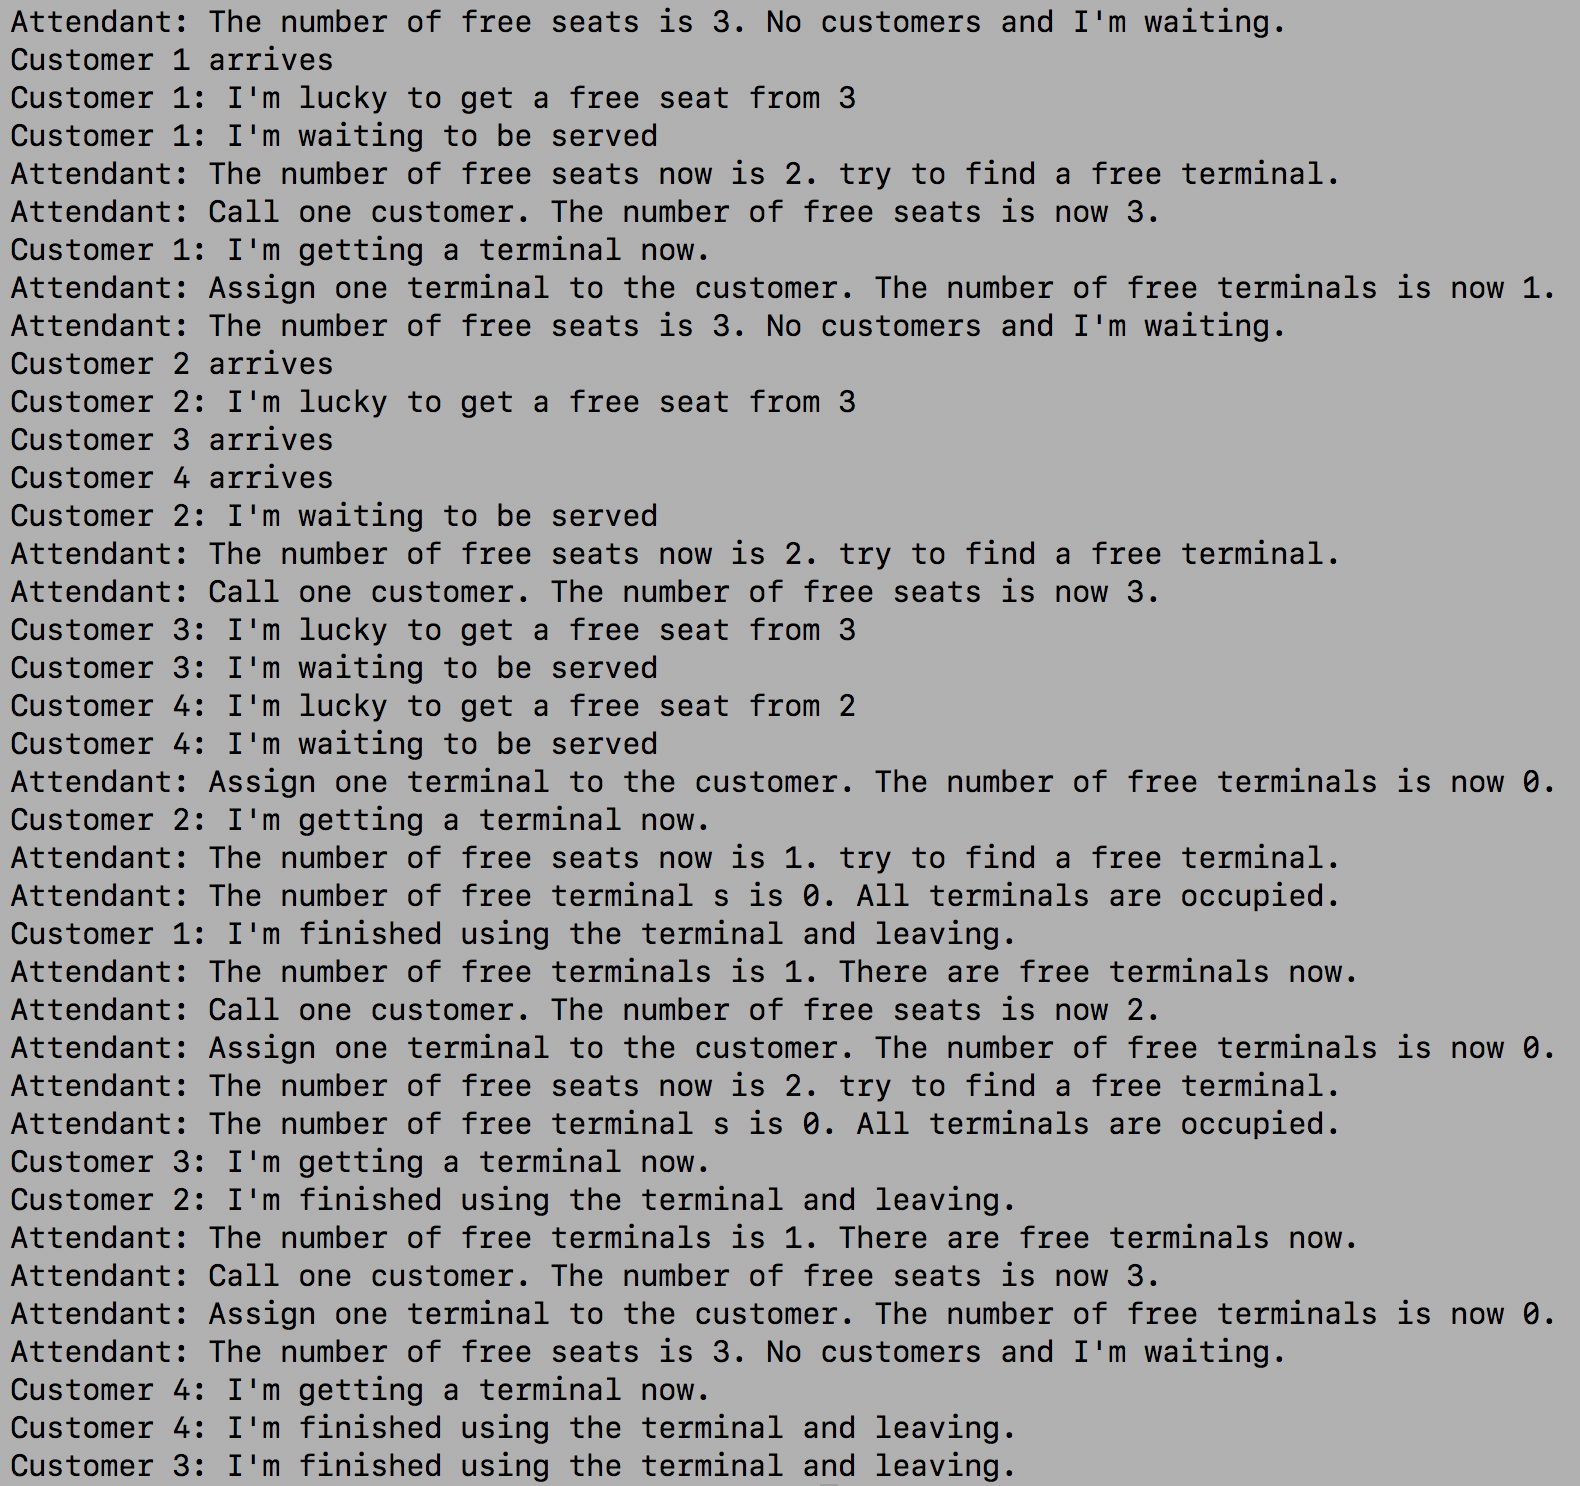 Attendant: The number of free seats is 3. No customers and I'm waiting.
Customer 1 arrives
Customer 1: I'm lucky to get a free seat from 3
Customer 1: I'm waiting to be served
Attendant: The number of free seats now is 2. try to find a free terminal.
Attendant: Call one customer. The number of free seats is now 3.
Customer 1: I'm getting a terminal now.
Attendant: Assign one terminal to the customer. The number of free terminals is now 1.
Attendant: The number of free seats is 3. No customers and I'm waiting.
Customer 2 arrives
Customer 2: I'm lucky to get a free seat from 3
Customer 3 arrives
Customer 4 arrives
Customer 2: I'm waiting to be served
Attendant: The number of free seats now is 2. try to find a free terminal.
Attendant: Call one customer. The number of free seats is now 3.
Customer 3: I'm lucky to get a free seat from 3
Customer 3: I'm waiting to be served
Customer 4: I'm lucky to get a free seat from 2
Customer 4: I'm waiting to be served
Attendant: Assign one terminal to the customer. The number of free terminals is now 0.
Customer 2: I'm getting a terminal now.
Attendant: The number of free seats now is 1. try to find a free terminal.
Attendant: The number of free terminal s is 0. All terminals are occupied.
Customer 1: I'm finished using the terminal and leaving.
Attendant: The number of free terminals is 1. There are free terminals now.
Attendant: Call one customer. The number of free seats is now 2.
Attendant: Assign one terminal to the customer. The number of free terminals is now 0.
Attendant: The number of free seats now is 2. try to find a free terminal.
Attendant: The number of free terminal s is 0. All terminals are occupied.
Customer 3: I'm getting a terminal now.
Customer 2: I'm finished using the terminal and leaving.
Attendant: The number of free terminals is 1. There are free terminals now.
Attendant: Call one customer. The number of free seats is now 3.
Attendant: Assign one terminal to the customer. The number of free terminals is now 0.
Attendant: The number of free seats is 3. No customers and I'm waiting.
Customer 4: I'm getting a terminal now.
Customer 4: I'm finished using the terminal and leaving.
Customer 3: I'm finished using the terminal and leaving.